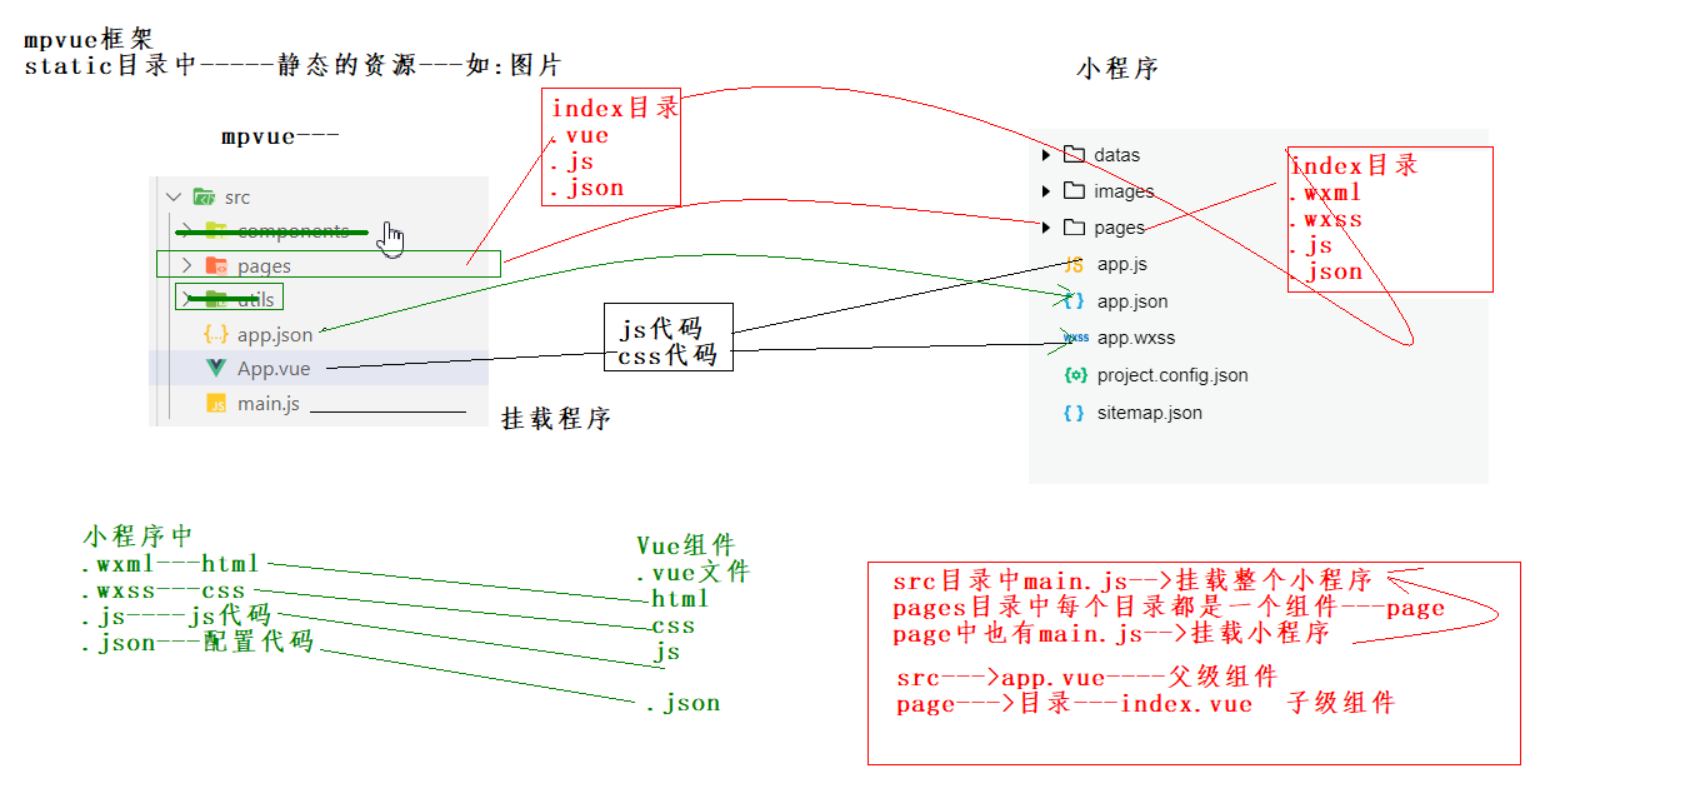 mpvue框架
static目录中-----静态的资源---如:图片
小程序
mpvue---
index目录
.vue
.js
.json
src
components
pages
utils
{..} app.json
App.vue
JS main.js
挂载程序
js代码
css代码
datas
images
pages
JS app.js
{ } app.json
wxss app.wxss
{o} project.config.json
{ } sitemap.json
index目录
.wxml
.wxss
.js
.json
小程序中
.wxml---html
.wxss---css
.js----js代码
.json---配置代码
Vue组件
.vue文件
html
css
js
.json
src目录中main.js-->挂载整个小程序
pages目录中每个目录都是一个组件---page
page中也有main.js-->挂载小程序
src--->app.vue----父级组件
page--->目录---index.vue 子级组件